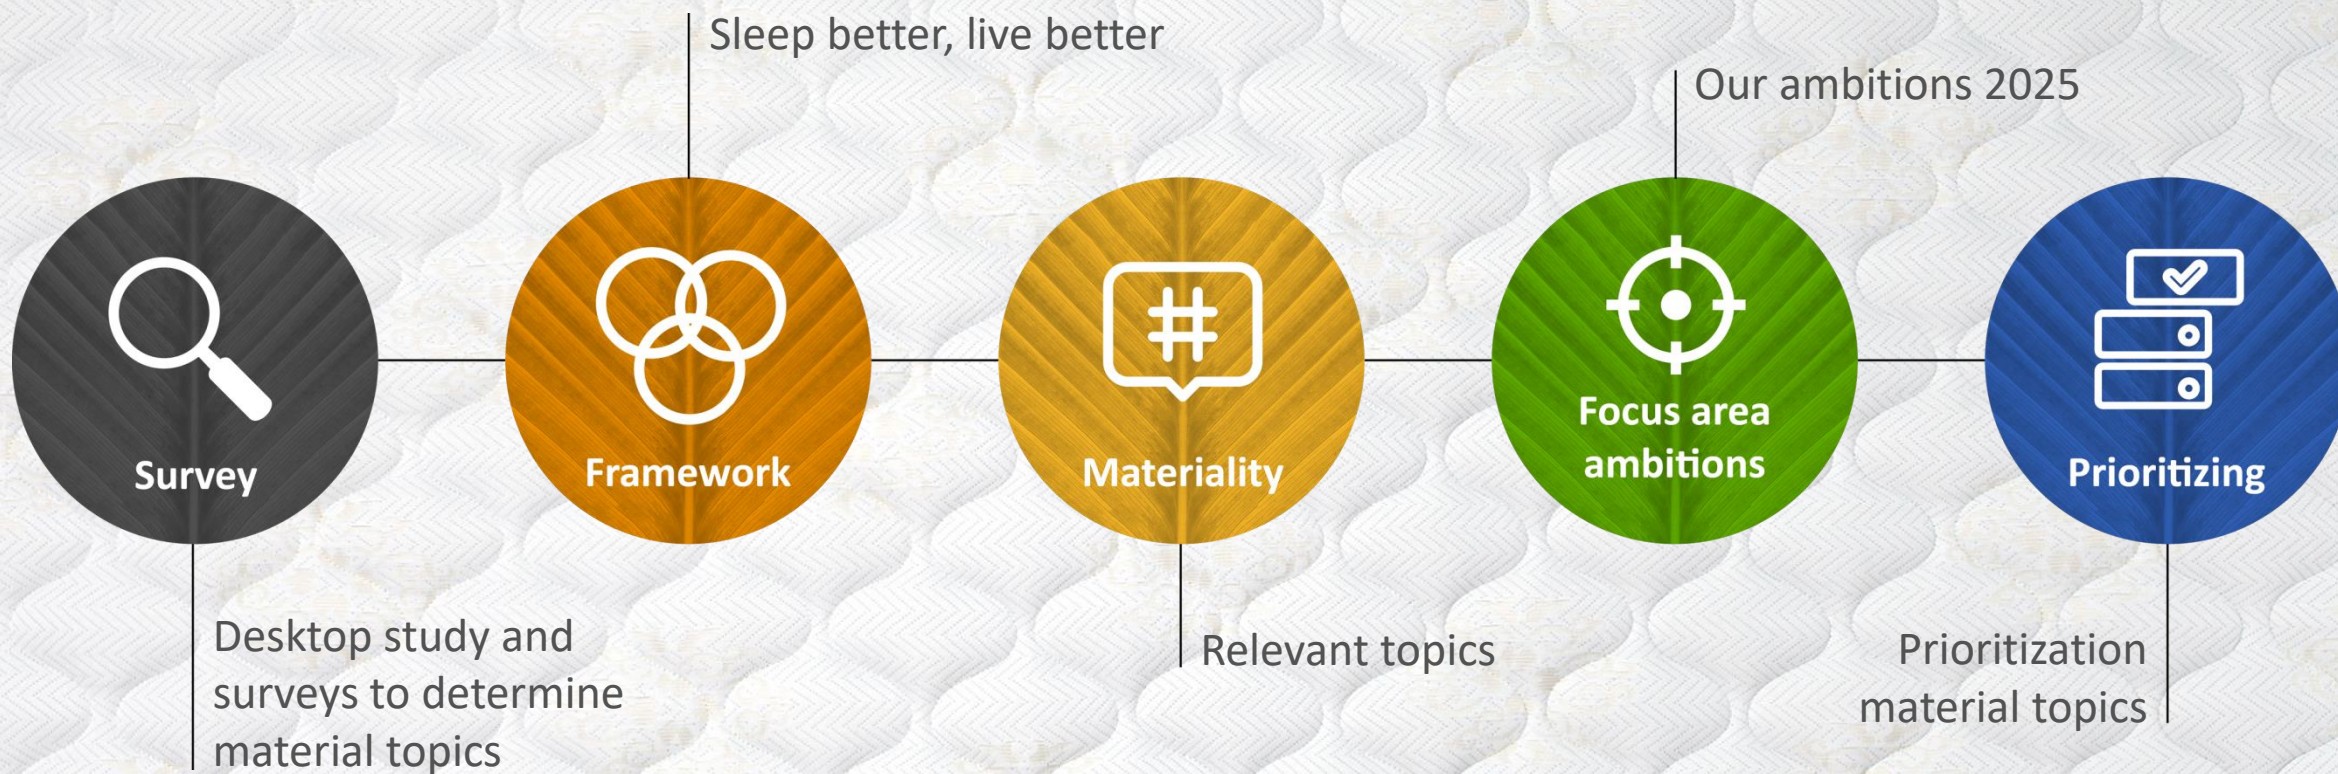 Sleep better, live better
Our ambitions 2025
Survey
Framework
Materiality
Focus area
ambitions
Prioritizing
Desktop study and
surveys to determine
material topics
Relevant topics
Prioritization
material topics